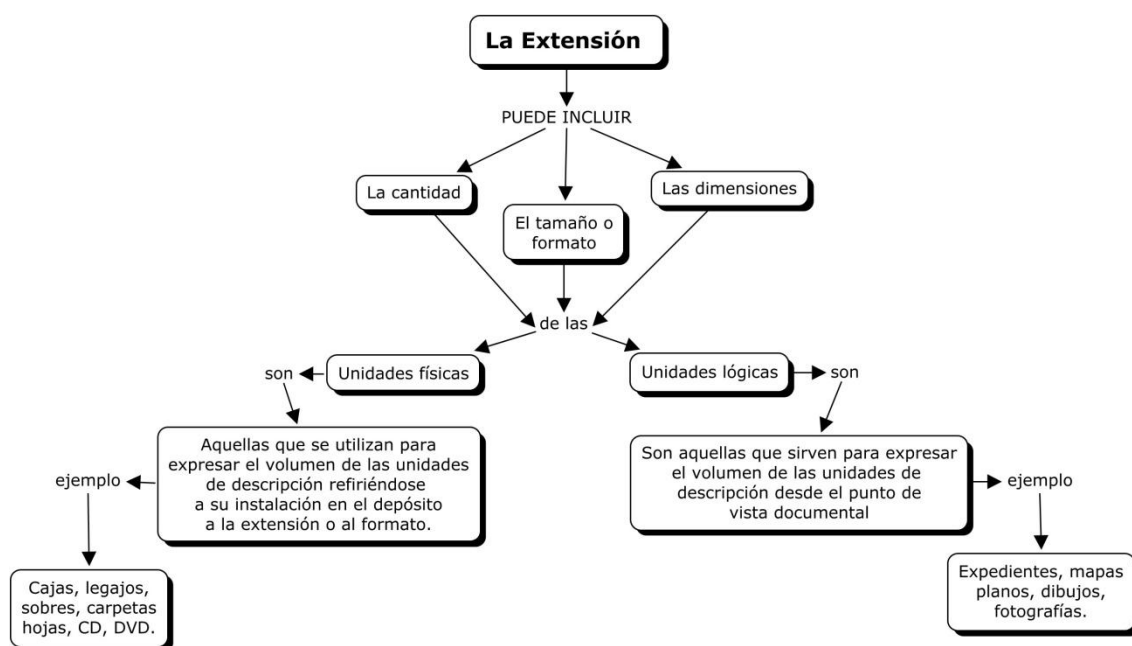 La Extensión
PUEDE INCLUIR
La cantidad
El tamaño o
formato
Las dimensiones
de las
Unidades físicas
son
Aquellas que se utilizan para
expresar el volumen de las unidades
de descripción refiriéndose
a su instalación en el depósito
a la extensión o al formato.
ejemplo
Cajas, legajos,
sobres, carpetas
hojas, CD, DVD.
Unidades lógicas
son
Son aquellas que sirven para expresar
el volumen de las unidades de
descripción desde el punto de
vista documental
ejemplo
Expedientes, mapas
planos, dibujos,
fotografías.